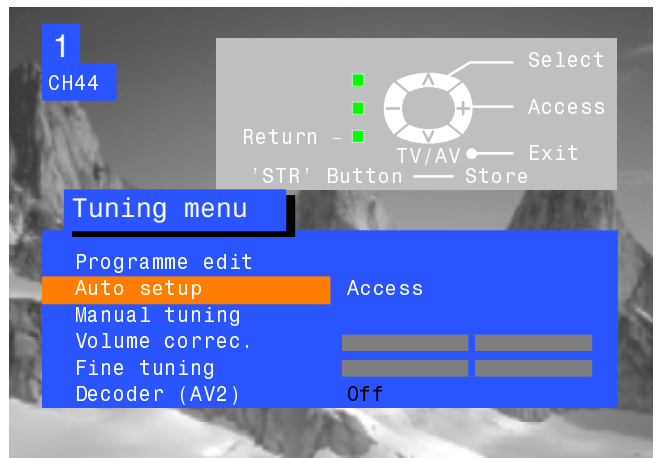 1
CH44
Select
Access
Return –
TV/AV Exit
'STR' Button Store
Tuning menu
Programme edit
Auto setup Access
Manual tuning
Volume correc.
Fine tuning
Decoder (AV2) Off